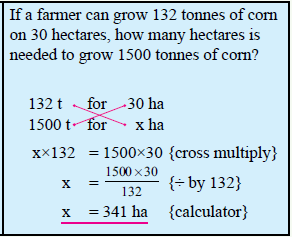 If a farmer can grow 132 tonnes of corn
on 30 hectares, how many hectares is
needed to grow 1500 tonnes of corn?
132 t for 30 ha
1500 t for x ha
x×132 = 1500×30 {cross multiply}
x = 1500×30/132 {÷ by 132}
x = 341 ha {calculator}